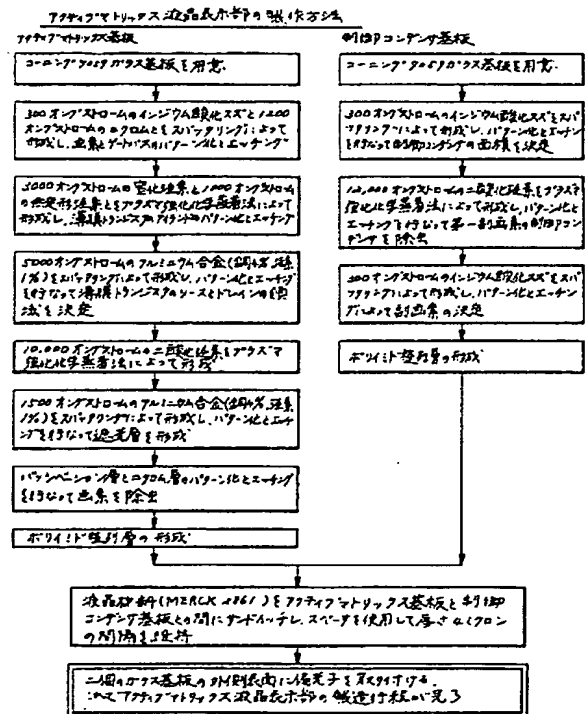 アクティブマトリックス液晶表示部の製作方法
アクティブマトリックス基板
コーニング7059ガラス基板を用意
300オングストロームのインジウム酸化スズと1200
オングストロームのニクロムとをスパッタリングによって
形成し、画素とゲートバスのパターン化とエッチング
3000オングストロームの窒化硅素と1000オングストローム
の無定形硅素とをプラズマ強化化学蒸着法によって
形成し、薄膜トランジスタのアイランドのパターン化とエッチング
5000オングストロームのアルミニウム合金(銅4%,硅素
1%)をスパッタリングによって形成し、パターン化とエッチング
を行なって薄膜トランジスタのソースとドレインの
を決定
10,000オングストロームの二酸化硅素をプラズマ
強化化学蒸着法によって形成
1500オングストロームのアルミニウム合金(銅4%,硅素
1%)をスパッタリングによって形成し、パターン化とエッ
チングを行なって遮光層を形成
パッシベーション層とニクロム層のパターン化とエッチング
を行なって画素を除
ポリイミド整列層の形成
制御コンデンサ基板
コーニング7059ガラス基板を用意
300オングストロームのインジウム酸化スズをスパ
ッタリングによって形成し、パターン化とエッチング
を行なって制御コンデンサの面積を決定
オングストロームの二酸化硅素をプラズマ
強化化学蒸着法によって形成し、パターン化と
エッチングを行なって第一副画素の制御コン
デンサを除
300オングストロームのインジウム酸化スズをスパッ
タリングによって形成し、パターン化とエッチン
グによって副画素の決定
ポリイミド整列層の形成
液晶材料(MERCK )をアクティブマトリックス基板と制御
コンデンサ基板との間にサンドイッチし、スペーサを使用して厚さ ミクロン
の間隔を維持
二個のガラス基板の外側表面に偏光子を取り付ける。
アクティブマトリックス液晶表示部の製造行程が完了